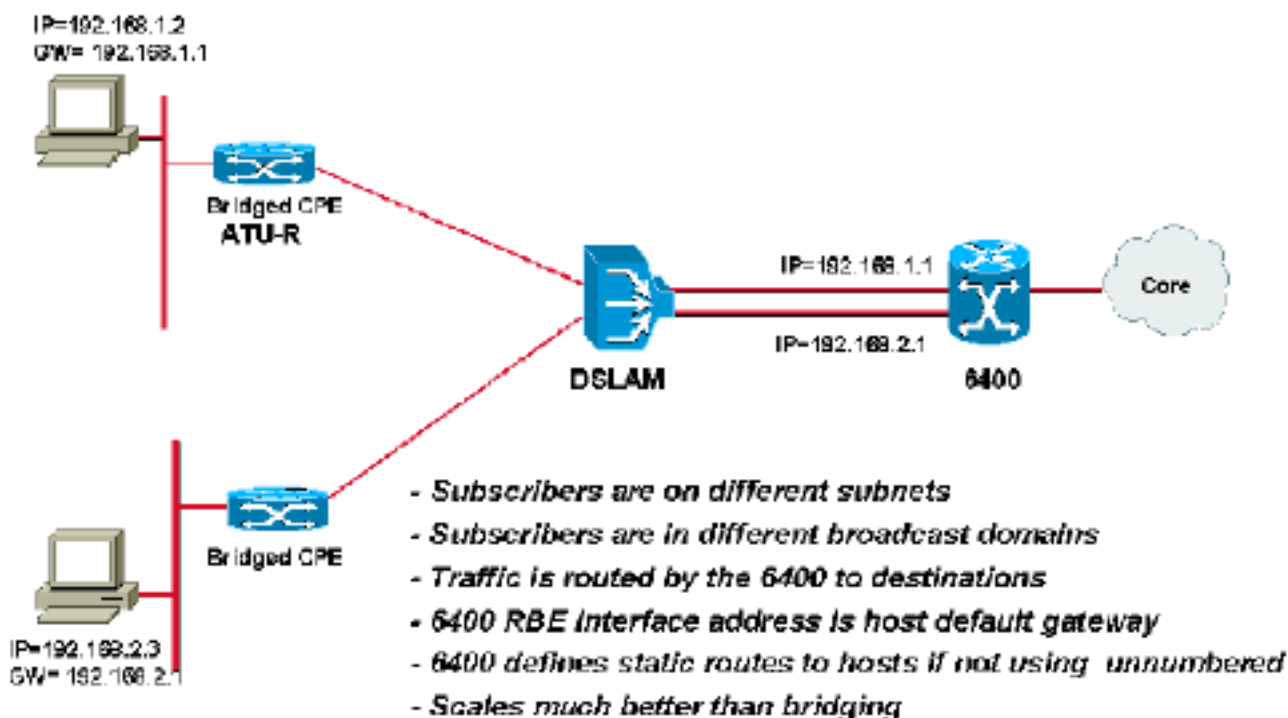 IP=192.168.1.2
GW= 192.168.1.1
Bridged CPE
ATU-R
IP=192.168.1.1
Core
IP=192.168.2.1
DSLAM
6400
- Subscribers are on different subnets
- Subscribers are in different broadcast domains
Bridged CPE
- Traffic is routed by the 6400 to destinations
- 6400 RBE Interface address is host default gateway
IP=192.168.2.3
GW= 192.168.2.1
- 6400 defines static routes to hosts if not using unnumbered
- Scales much better than bridging